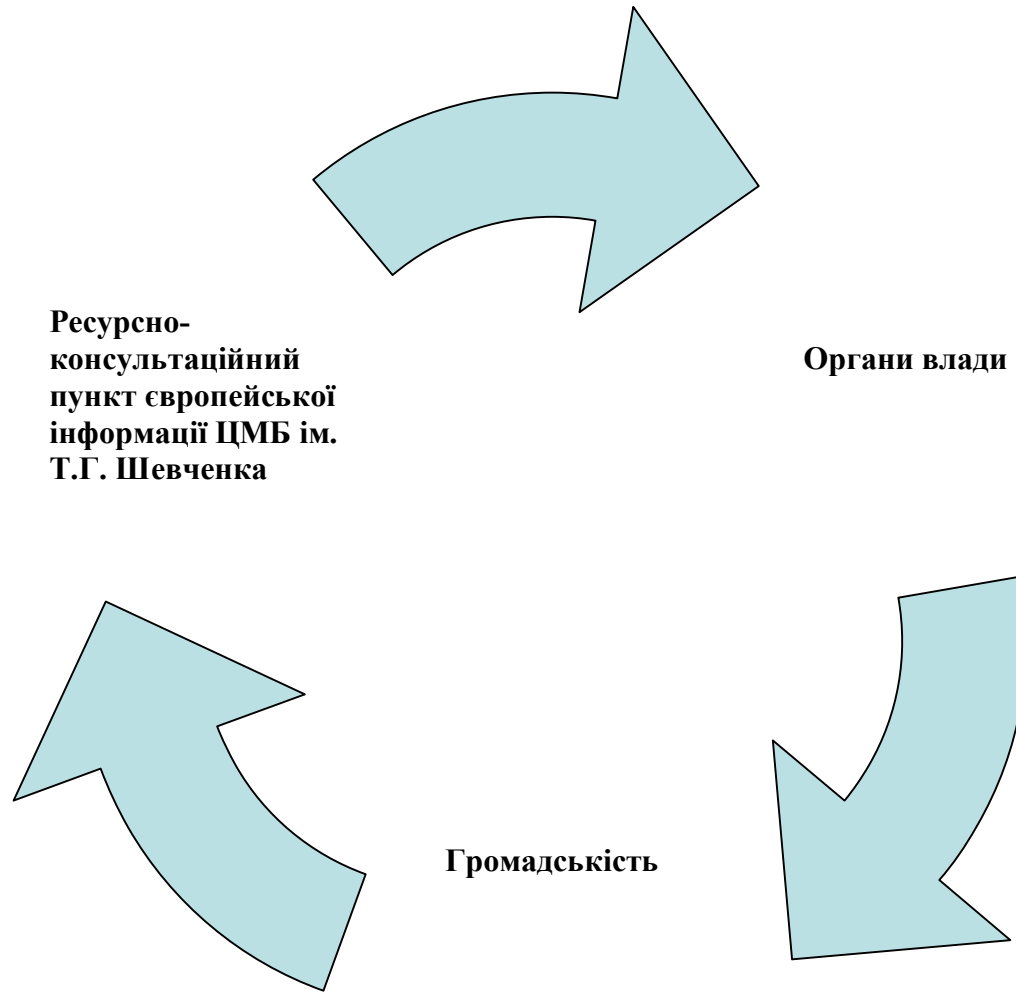 Ресурсно-
консультаційний
пункт європейської
інформації ЦМБ ім.
Т.Г. Шевченка
Органи влади
Громадськість